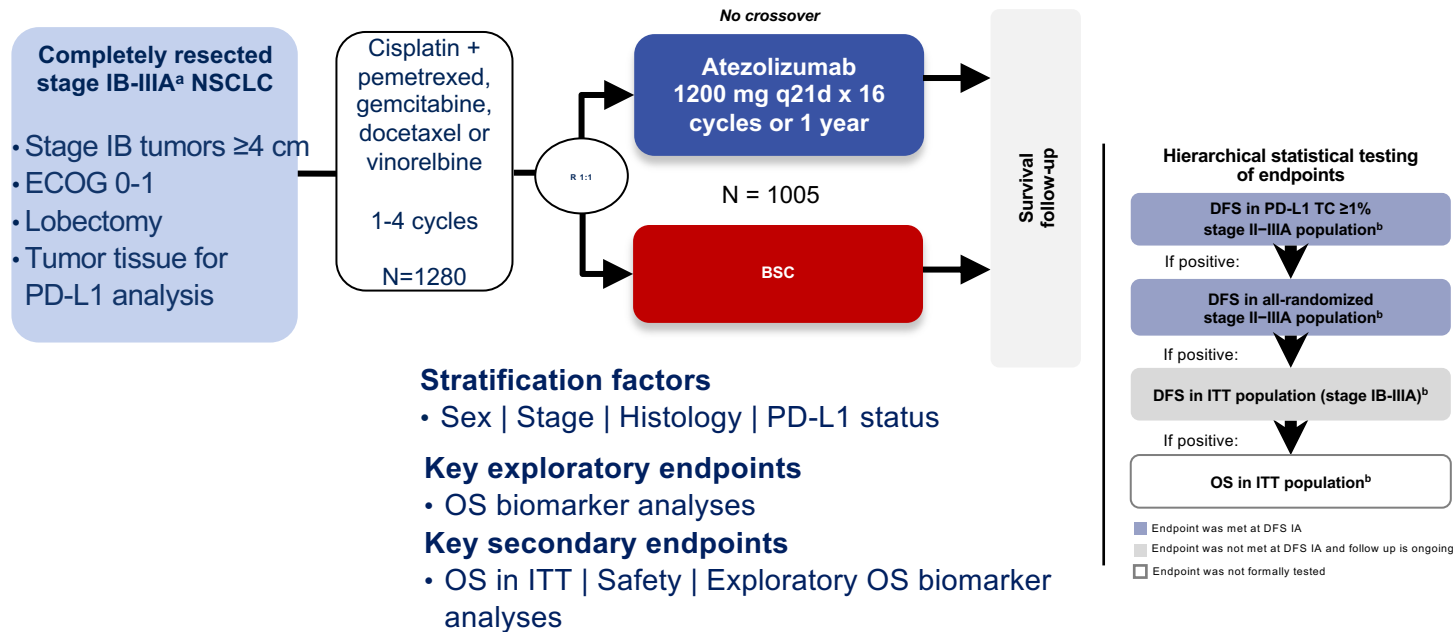 No crossover
Completely resected
stage IB-IIIAᵃ NSCLC
• Stage IB tumors ≥4 cm
• ECOG 0-1
• Lobectomy
• Tumor tissue for
PD-L1 analysis
Cisplatin +
pemetrexed,
gemcitabine,
docetaxel or
vinorelbine
1-4 cycles
N=1280
R 1:1
Atezolizumab
1200 mg q21d x 16
cycles or 1 year
N = 1005
BSC
Survival
follow-up
Hierarchical statistical testing
of endpoints
DFS in PD-L1 TC ≥1%
stage II–IIIA populationᵇ
If positive:
DFS in all-randomized
stage II–IIIA populationᵇ
If positive:
DFS in ITT population (stage IB-IIIA)ᵇ
If positive:
OS in ITT populationᵇ
Endpoint was met at DFS IA
Endpoint was not met at DFS IA and follow up is ongoing
Endpoint was not formally tested
Stratification factors
• Sex | Stage | Histology | PD-L1 status
Key exploratory endpoints
• OS biomarker analyses
Key secondary endpoints
• OS in ITT | Safety | Exploratory OS biomarker
analyses